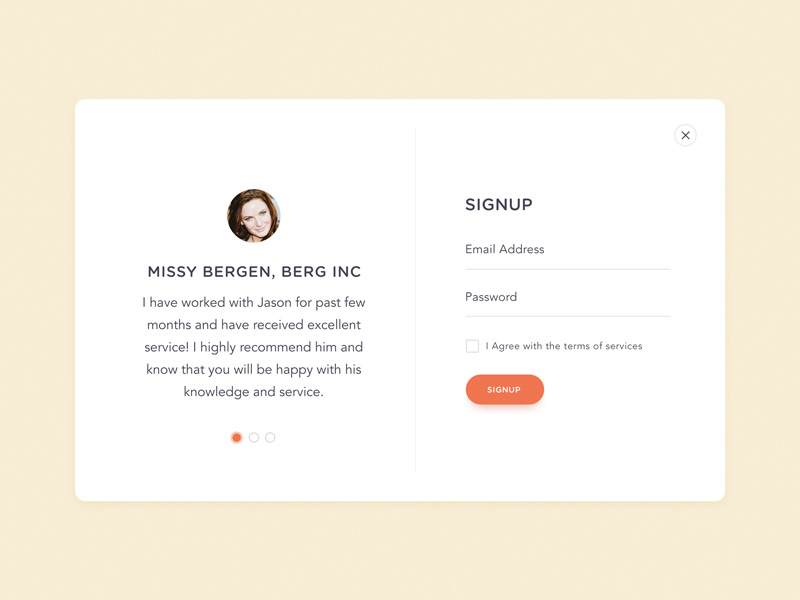 MISSY BERGEN, BERG INC
I have worked with Jason for past few
months and have received excellent
service! I highly recommend him and
know that you will be happy with his
knowledge and service.
SIGNUP
Email Address
Password
I Agree with the terms of services
SIGNUP